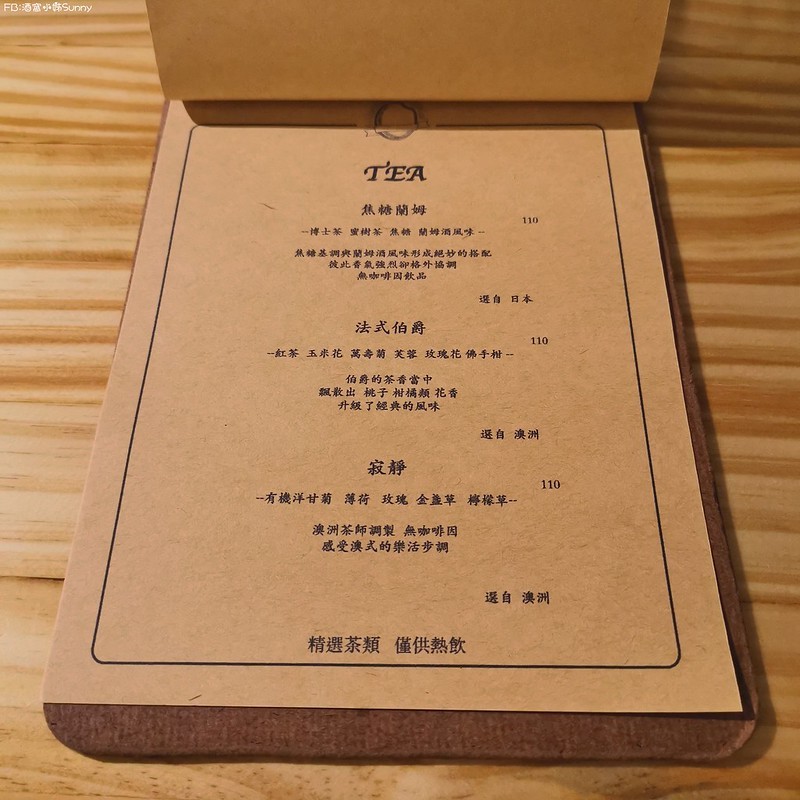 FB:酒窩小薇Sunny
TEA
焦糖蘭姆
110
--博士茶 蜜樹茶 焦糖 蘭姆酒風味--
焦糖基調與蘭姆酒風味形成絕妙的搭配
彼此香氣強烈卻格外協調
無咖啡因飲品
選自 日本
法式伯爵
110
--紅茶 玉米花 萬壽菊 芙蓉 玫瑰花 佛手柑--
伯爵的茶香當中
飄散出 桃子 柑橘類 花香
升級了經典的風味
選自 澳洲
寂靜
110
--有機洋甘菊 薄荷 玫瑰 金盞草 檸檬草--
澳洲茶師調製 無咖啡因
感受澳式的樂活步調
選自 澳洲
精選茶類 僅供熱飲